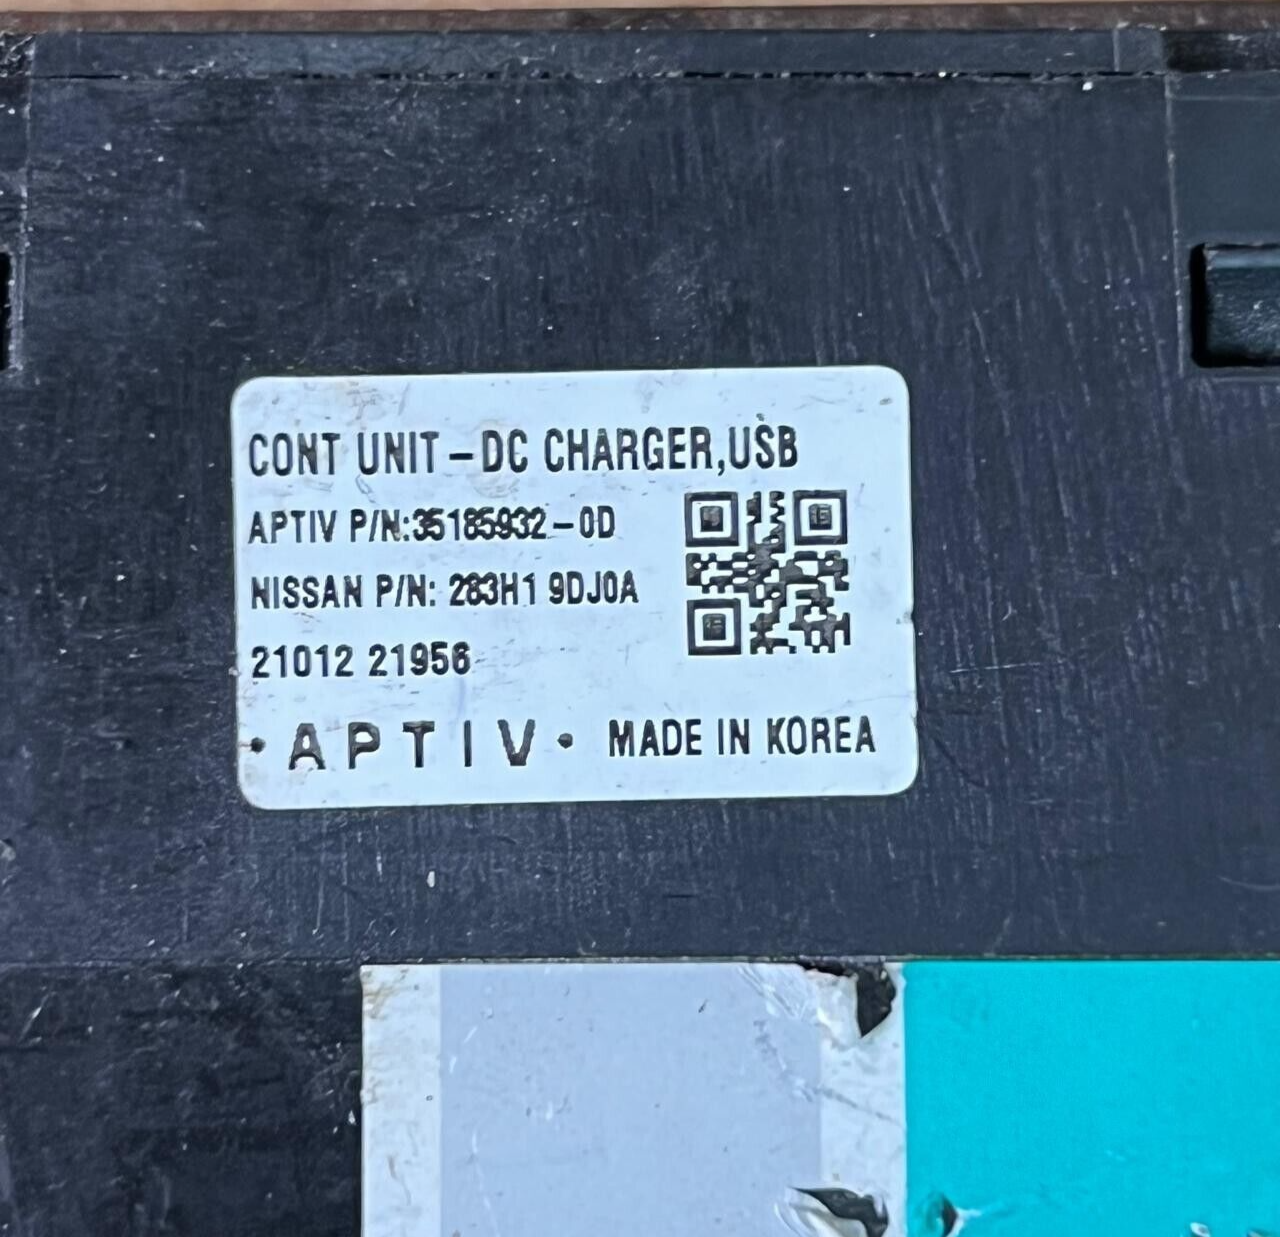 CONT UNIT - DC CHARGER,USB
APTIV P/N:35185932-0D
NISSAN P/N: 283H1 9DJ0A
21012 21956
· APTIV · MADE IN KOREA